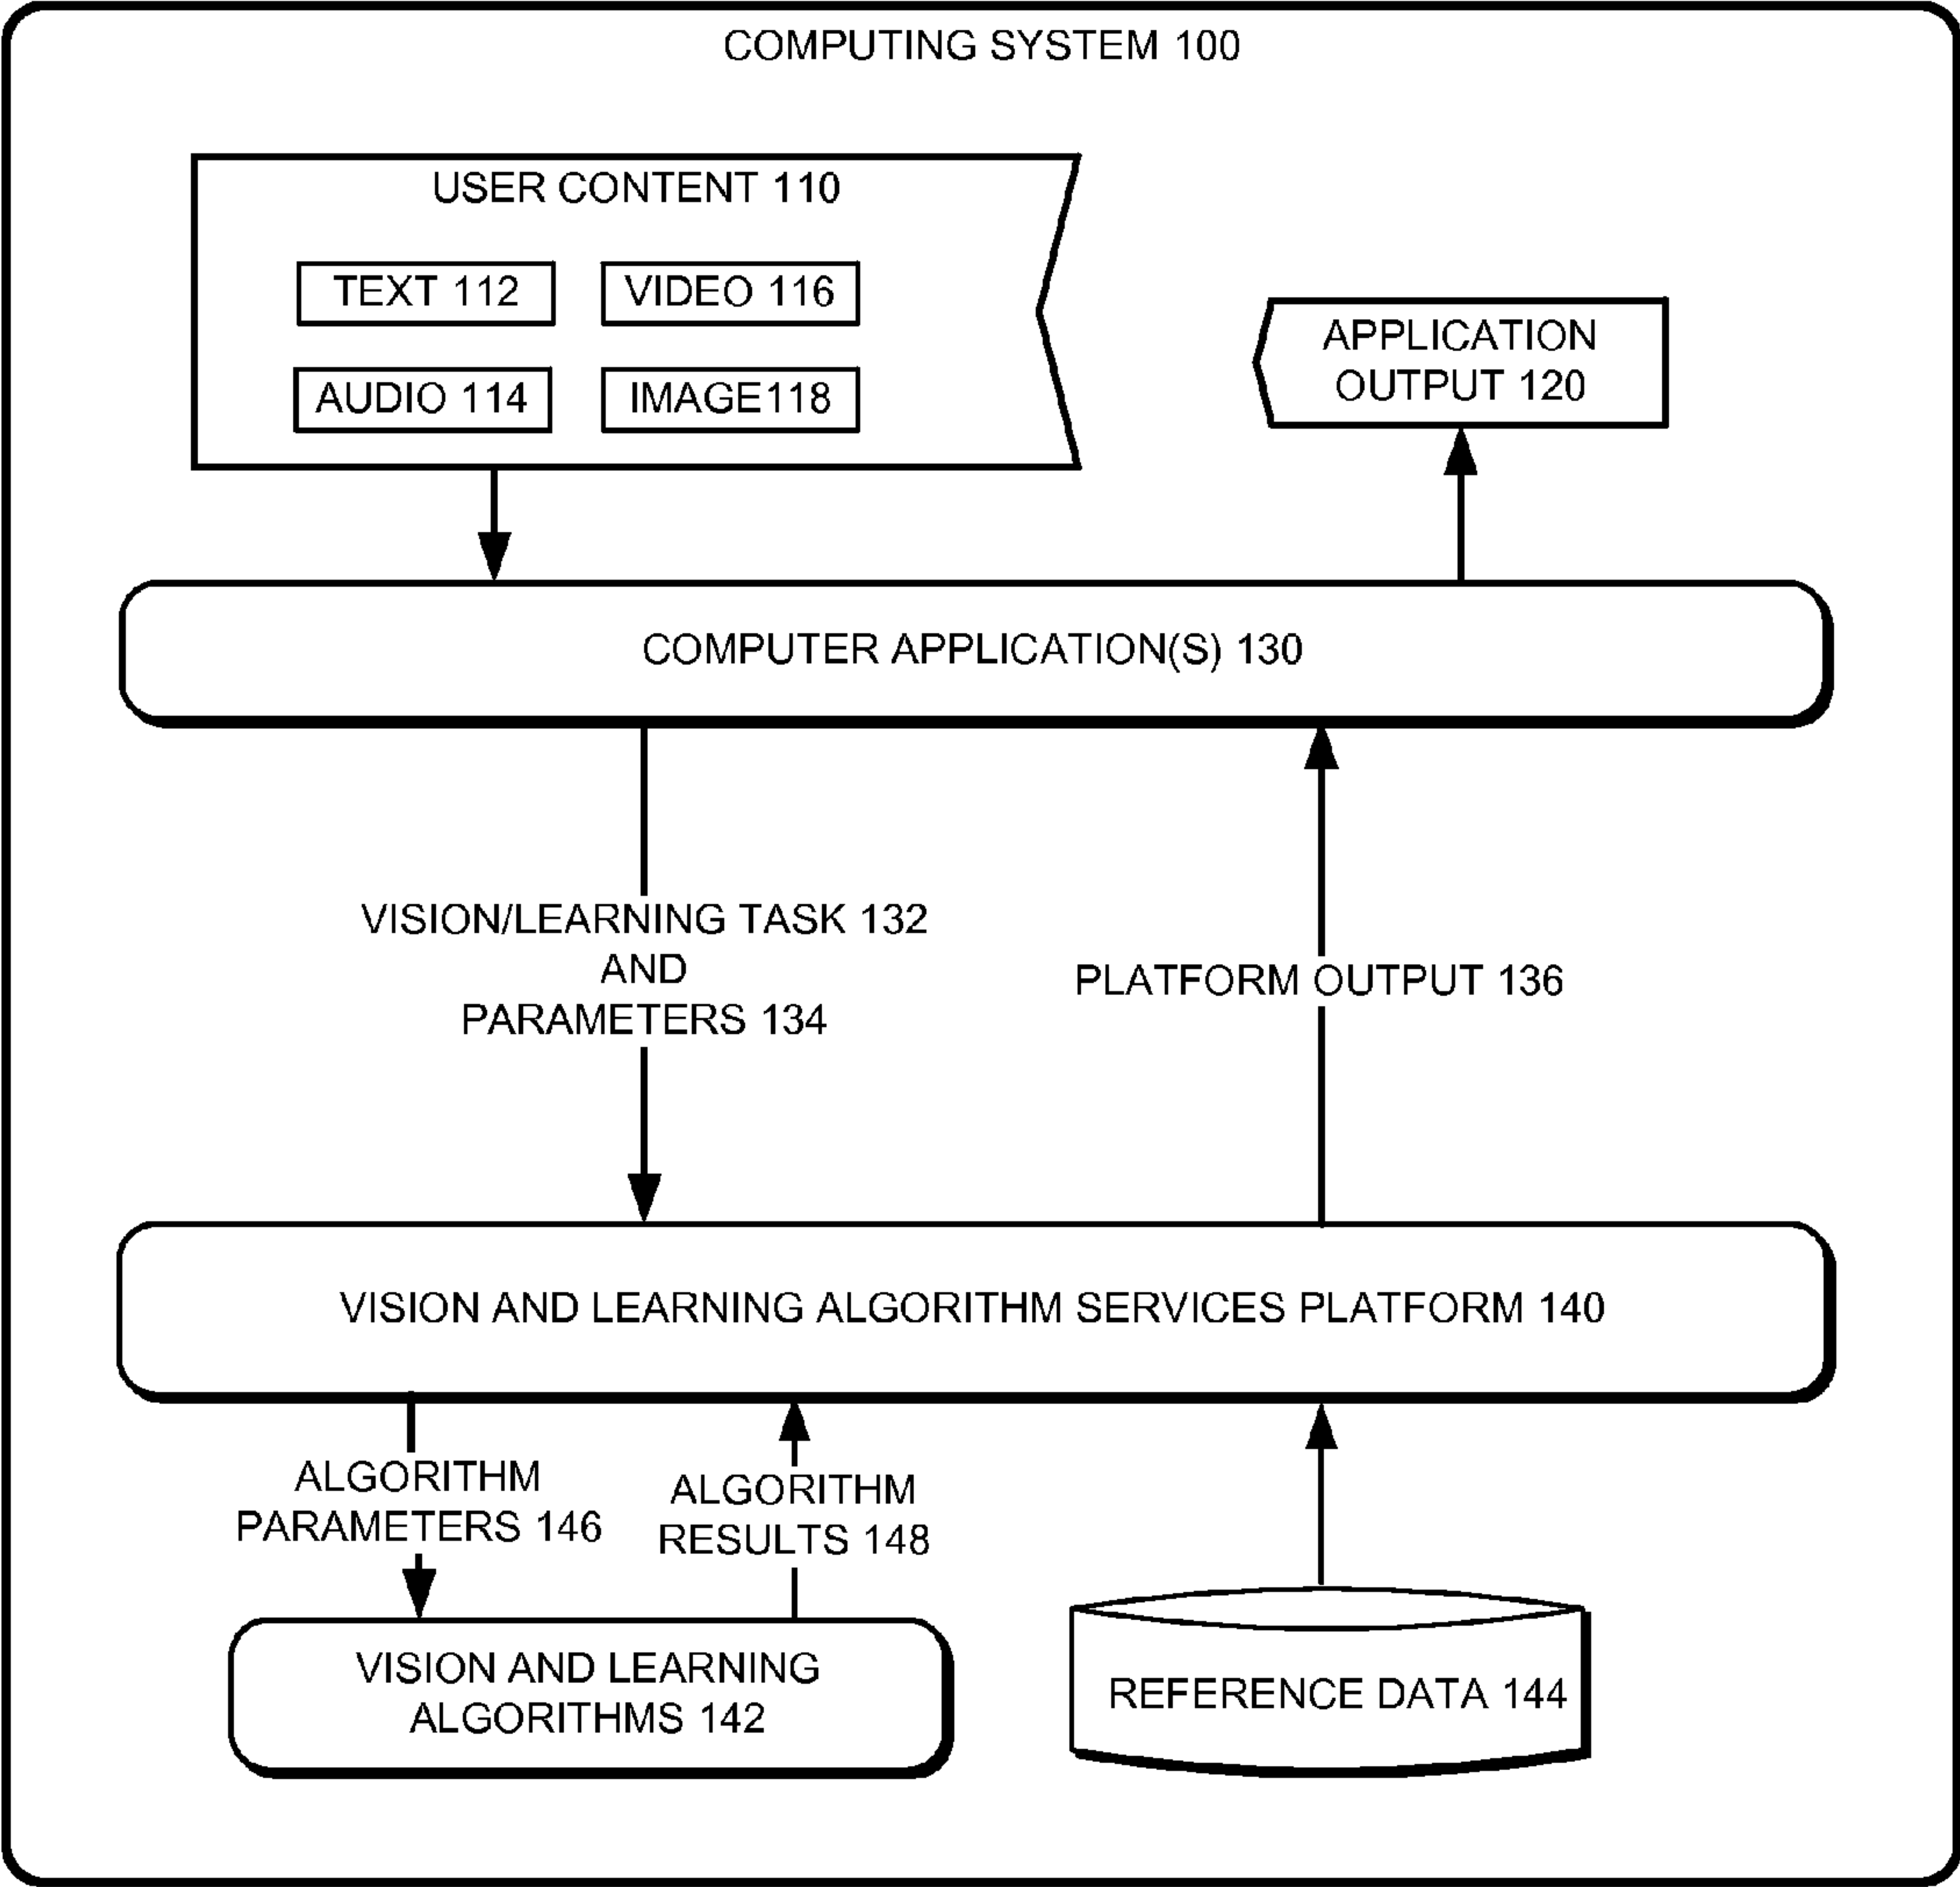 COMPUTING SYSTEM 100
USER CONTENT 110
TEXT 112
VIDEO 116
AUDIO 114
IMAGE118
APPLICATION
OUTPUT 120
COMPUTER APPLICATION(S) 130
VISION/LEARNING TASK 132
AND
PARAMETERS 134
PLATFORM OUTPUT 136
VISION AND LEARNING ALGORITHM SERVICES PLATFORM 140
ALGORITHM
PARAMETERS 146
ALGORITHM
RESULTS 148
VISION AND LEARNING
ALGORITHMS 142
REFERENCE DATA 144